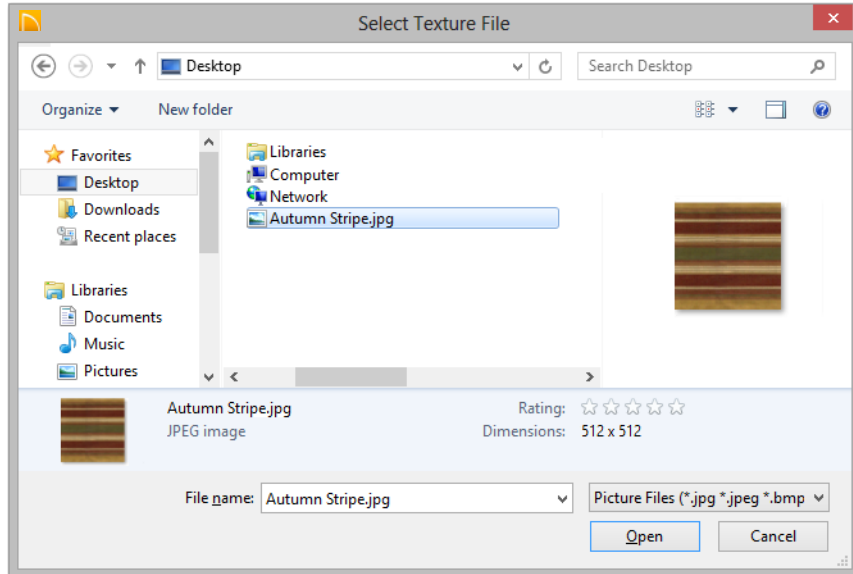 Select Texture File
Desktop
Search Desktop
Organize
New folder
Favorites
Desktop
Downloads
Recent places
Libraries
Documents
Music
Pictures
Libraries
Computer
Network
Autumn Stripe.jpg
Autumn Stripe.jpg
JPEG image
Rating:
Dimensions: 512 x 512
File name: Autumn Stripe.jpg
Picture Files (*.jpg *.jpeg *.bmp
Open
Cancel